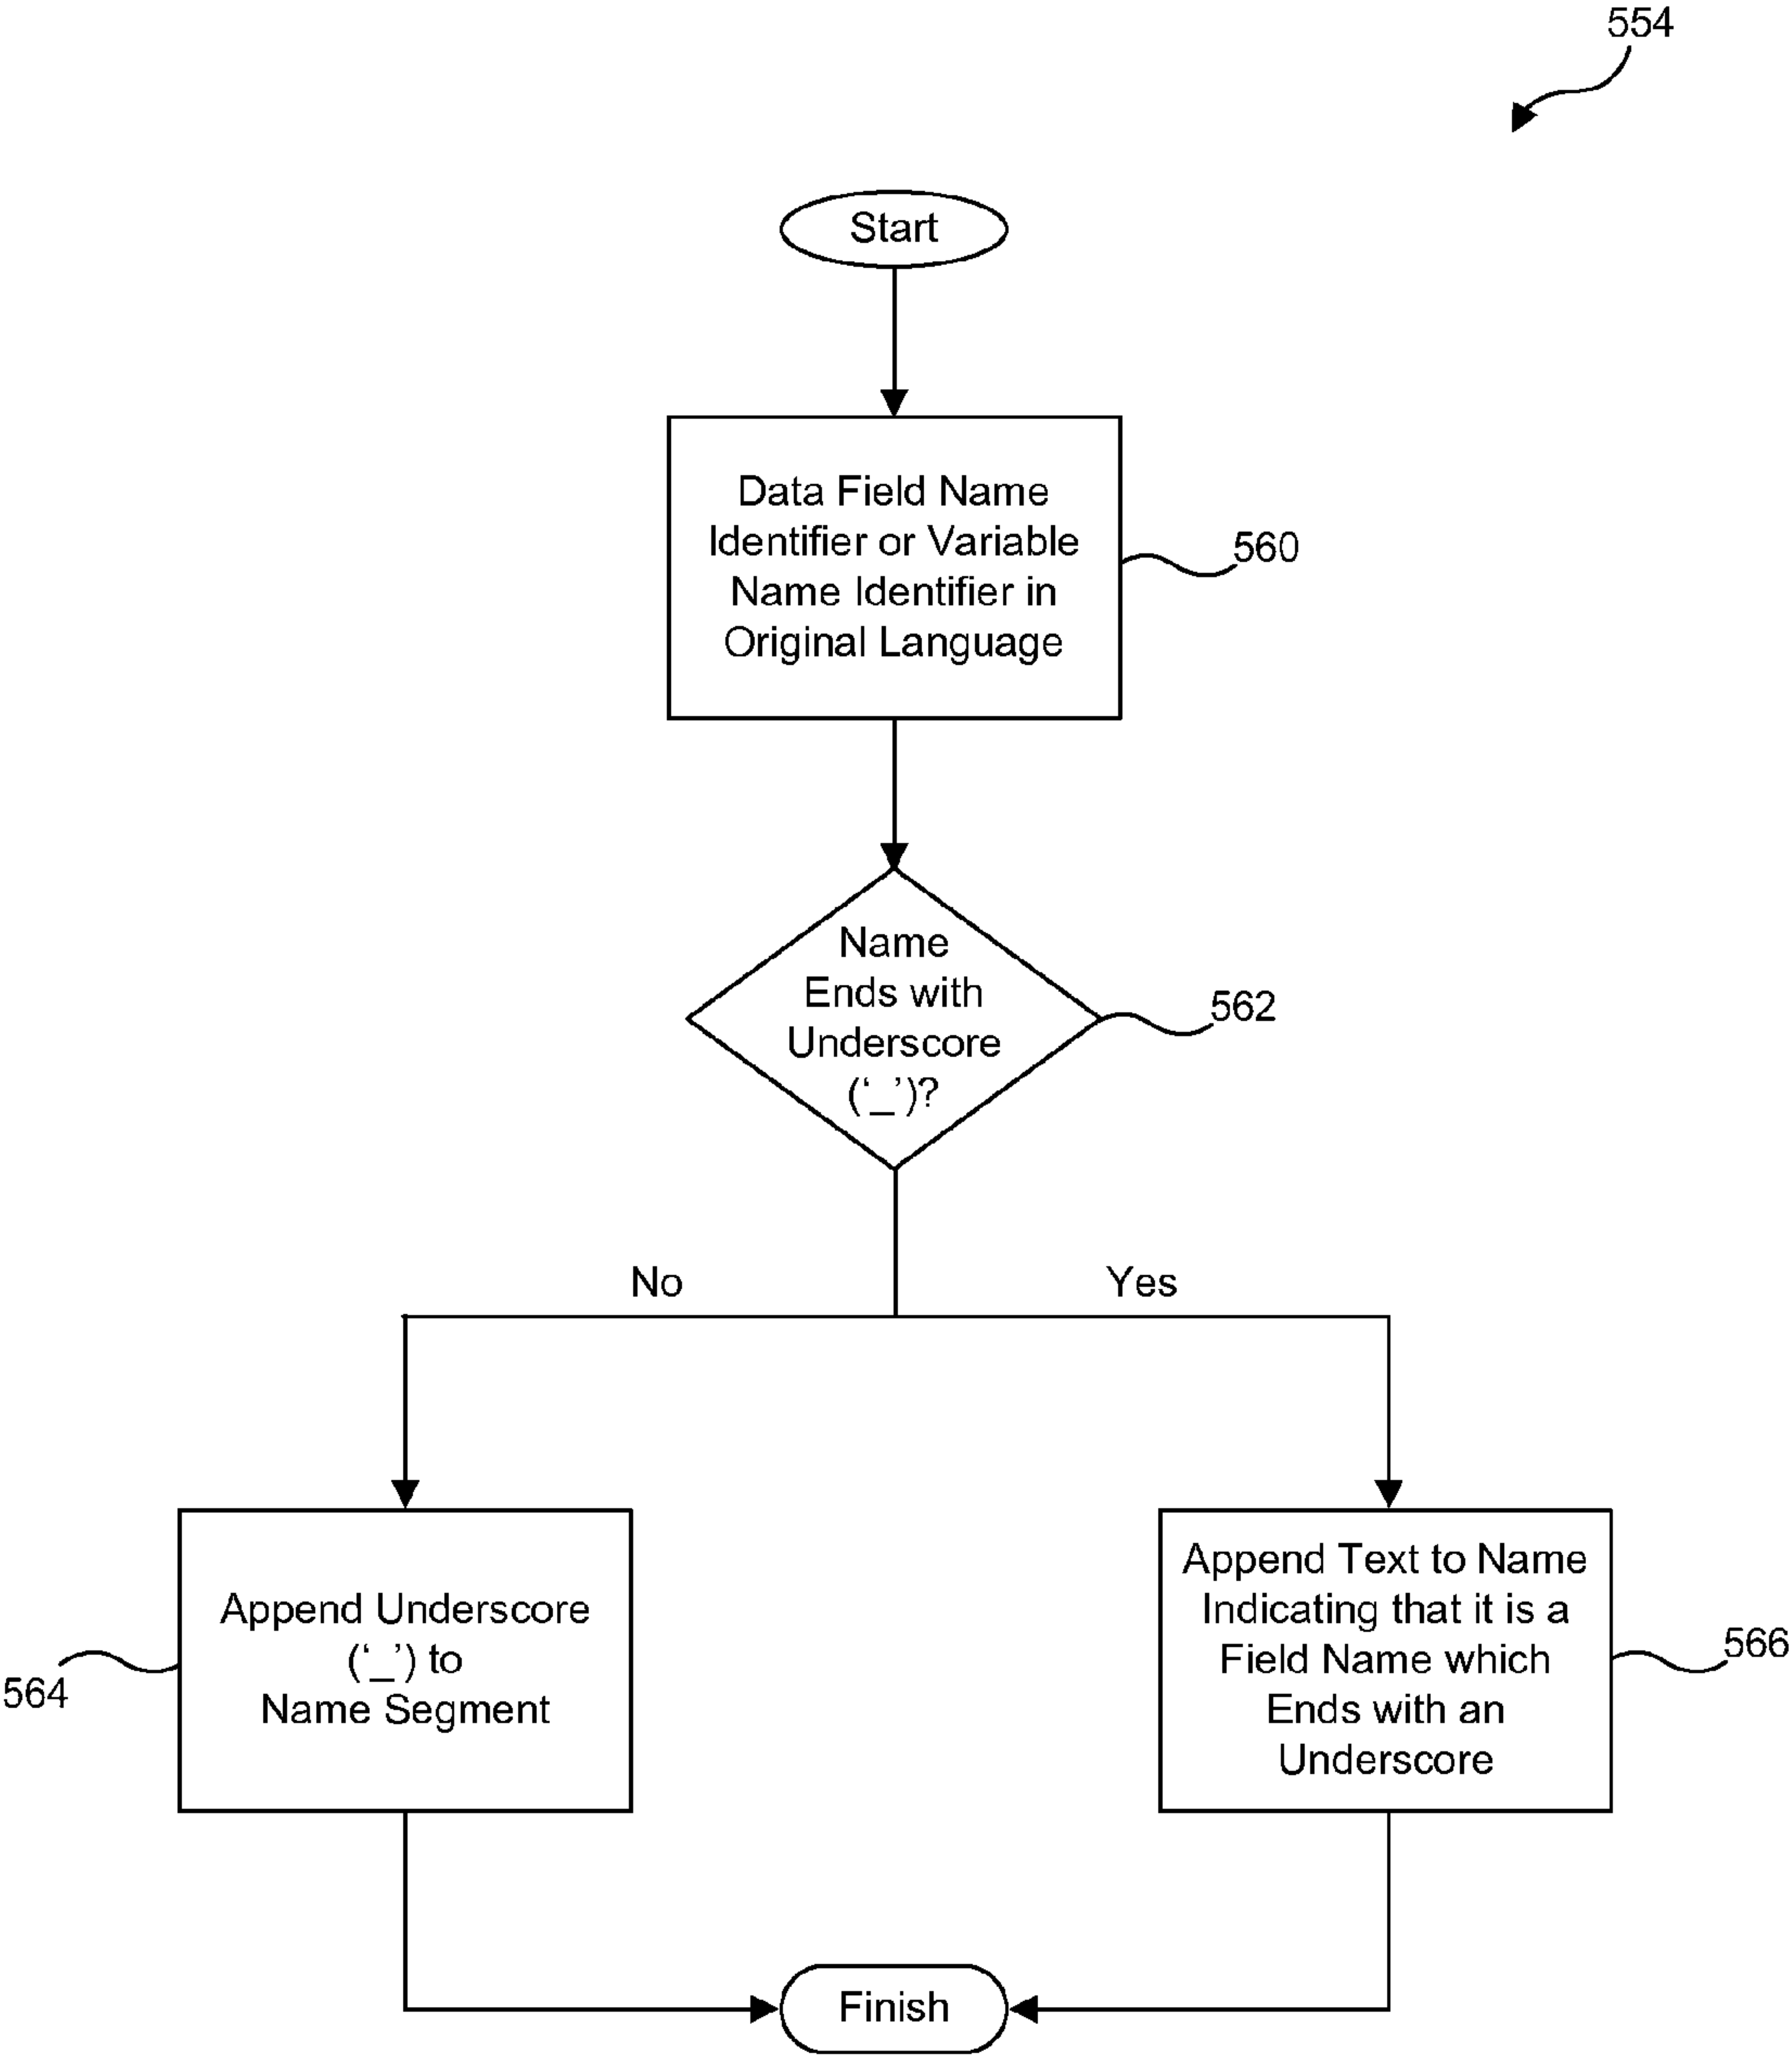 554
Start
Data Field Name
Identifier or Variable
Name Identifier in
Original Language
560
Name
Ends with
Underscore
(‘_’)?
562
No
Yes
Append Underscore
(‘_’) to
Name Segment
564
Append Text to Name
Indicating that it is a
Field Name which
Ends with an
Underscore
566
Finish